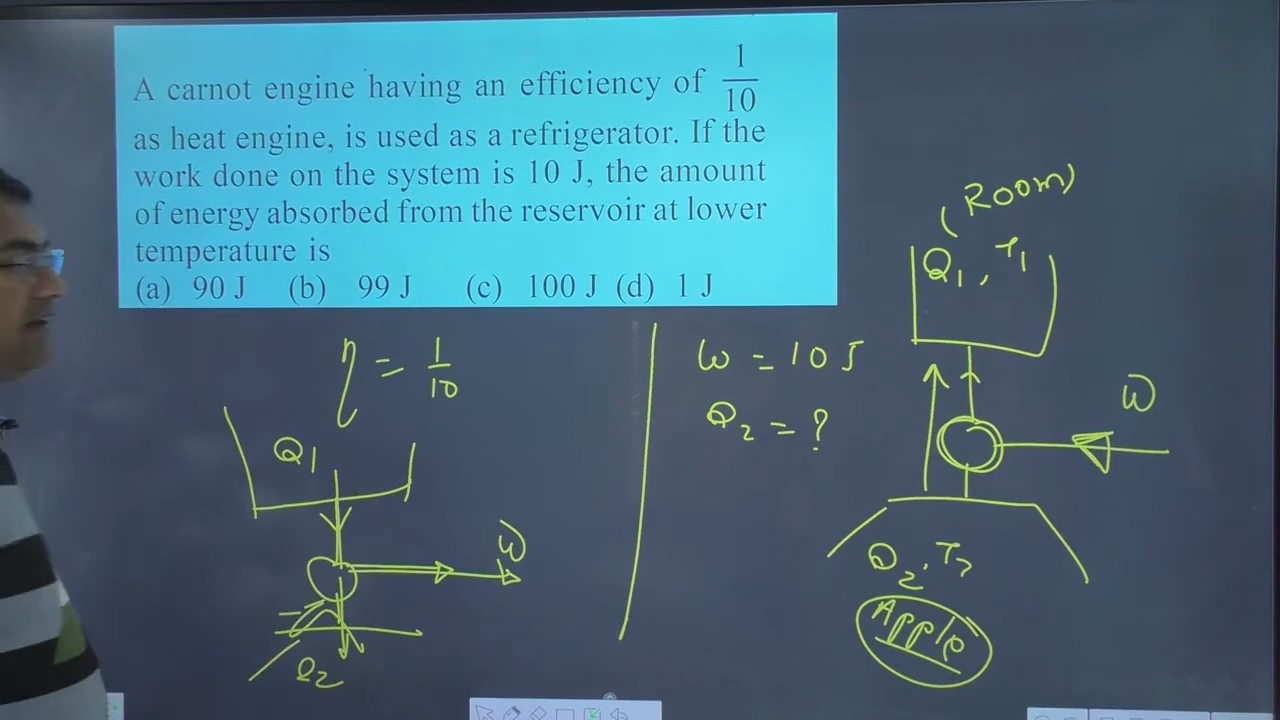 A carnot engine having an efficiency of 1/10
as heat engine, is used as a refrigerator. If the
work done on the system is 10 J, the amount
of energy absorbed from the reservoir at lower
temperature is
(a) 90 J (b) 99 J (c) 100 J (d) 1 J
η = 1/10
Q1
W
Q2
W = 10 J
Q2 = ?
(Room)
Q1, T1
W
Q2, T2
Apple